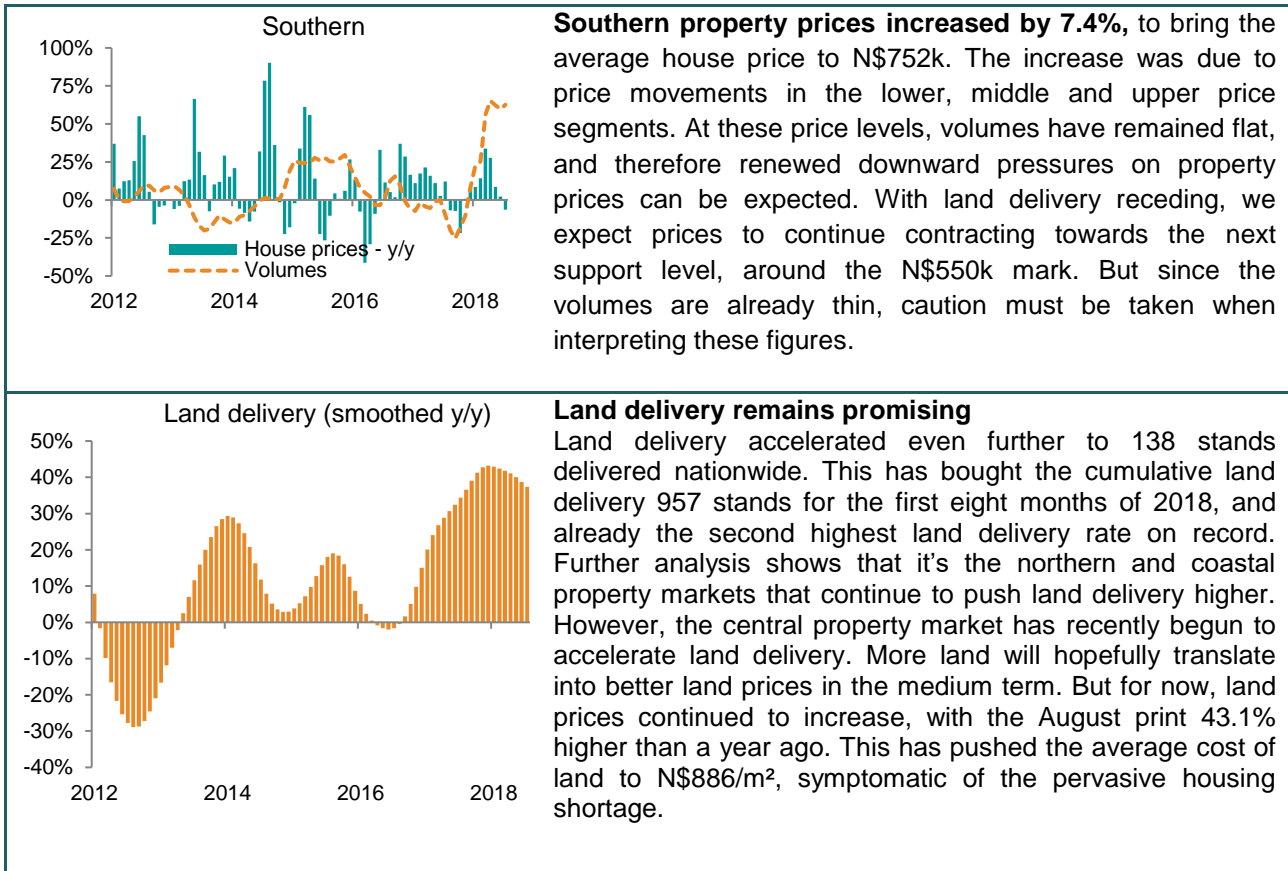 Southern
100%
75%
50%
25%
0%
-25%
-50%
House prices - y/y
Volumes
2012 2014 2016 2018
Southern property prices increased by 7.4%, to bring the
average house price to N$752k. The increase was due to
price movements in the lower, middle and upper price
segments. At these price levels, volumes have remained flat,
and therefore renewed downward pressures on property
prices can be expected. With land delivery receding, we
expect prices to continue contracting towards the next
support level, around the N$550k mark. But since the
volumes are already thin, caution must be taken when
interpreting these figures.
Land delivery (smoothed y/y)
50%
40%
30%
20%
10%
0%
-10%
-20%
-30%
-40%
2012 2014 2016 2018
Land delivery remains promising
Land delivery accelerated even further to 138 stands
delivered nationwide. This has bought the cumulative land
delivery 957 stands for the first eight months of 2018, and
already the second highest land delivery rate on record.
Further analysis shows that it's the northern and coastal
property markets that continue to push land delivery higher.
However, the central property market has recently begun to
accelerate land delivery. More land will hopefully translate
into better land prices in the medium term. But for now, land
prices continued to increase, with the August print 43.1%
higher than a year ago. This has pushed the average cost of
land to N$886/m², symptomatic of the pervasive housing
shortage.